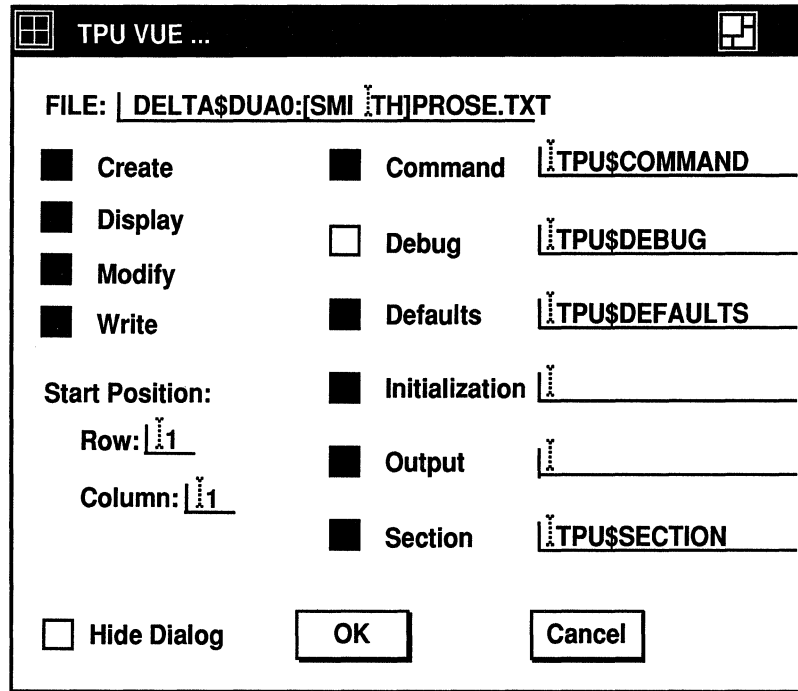 TPU VUE ...
FILE: DELTA$DUA0:[SMI TH]PROSE.TXT
Create
Display
Modify
Write
Start Position:
Row: 1
Column: 1
Command TPU$COMMAND
Debug TPU$DEBUG
Defaults TPU$DEFAULTS
Initialization
Output
Section TPU$SECTION
Hide Dialog OK Cancel